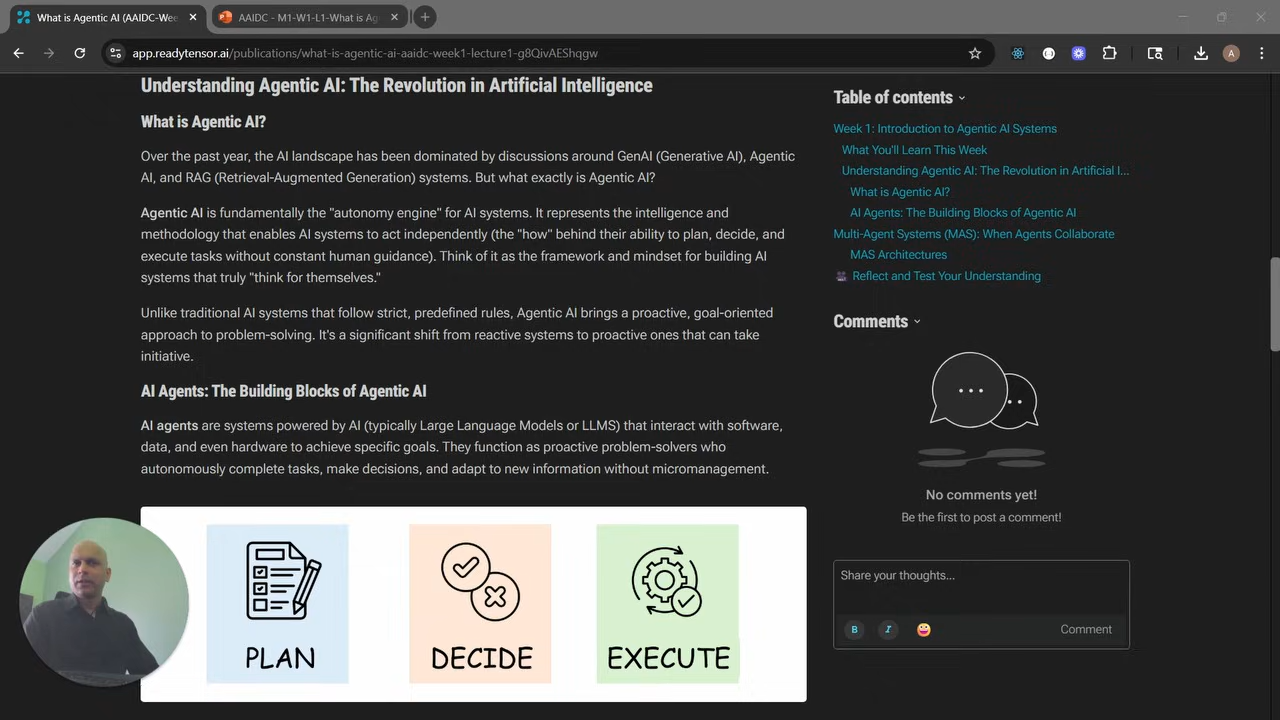 What is Agentic AI (AAIDC-Wee
AAIDC - M1-W1-L1-What is Ag
app.readytensor.ai/publications/what-is-agentic-ai-aaidc-week1-lecture1-g8QivAEShqgw
A
Understanding Agentic AI: The Revolution in Artificial Intelligence
What is Agentic AI?
Over the past year, the AI landscape has been dominated by discussions around GenAI (Generative AI), Agentic
AI, and RAG (Retrieval-Augmented Generation) systems. But what exactly is Agentic AI?
Agentic AI is fundamentally the "autonomy engine" for AI systems. It represents the intelligence and
methodology that enables AI systems to act independently (the "how" behind their ability to plan, decide, and
execute tasks without constant human guidance). Think of it as the framework and mindset for building AI
systems that truly "think for themselves."
Unlike traditional AI systems that follow strict, predefined rules, Agentic AI brings a proactive, goal-oriented
approach to problem-solving. It's a significant shift from reactive systems to proactive ones that can take
initiative.
AI Agents: The Building Blocks of Agentic AI
AI agents are systems powered by AI (typically Large Language Models or LLMS) that interact with software,
data, and even hardware to achieve specific goals. They function as proactive problem-solvers who
autonomously complete tasks, make decisions, and adapt to new information without micromanagement.
PLAN
DECIDE
EXECUTE
Table of contents
Week 1: Introduction to Agentic AI Systems
What You'll Learn This Week
Understanding Agentic AI: The Revolution in Artificial I...
What is Agentic AI?
AI Agents: The Building Blocks of Agentic AI
Multi-Agent Systems (MAS): When Agents Collaborate
MAS Architectures
Reflect and Test Your Understanding
Comments
No comments yet!
Be the first to post a comment!
Share your thoughts...
B
I
Comment